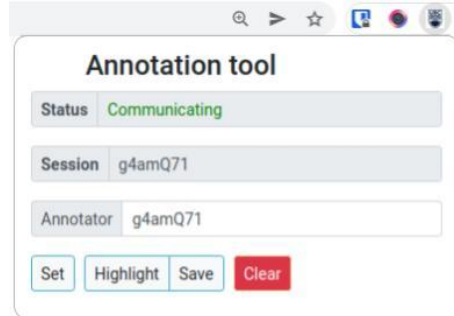 Annotation tool
Status Communicating
Session g4amQ71
Annotator g4amQ71
Set Highlight Save Clear